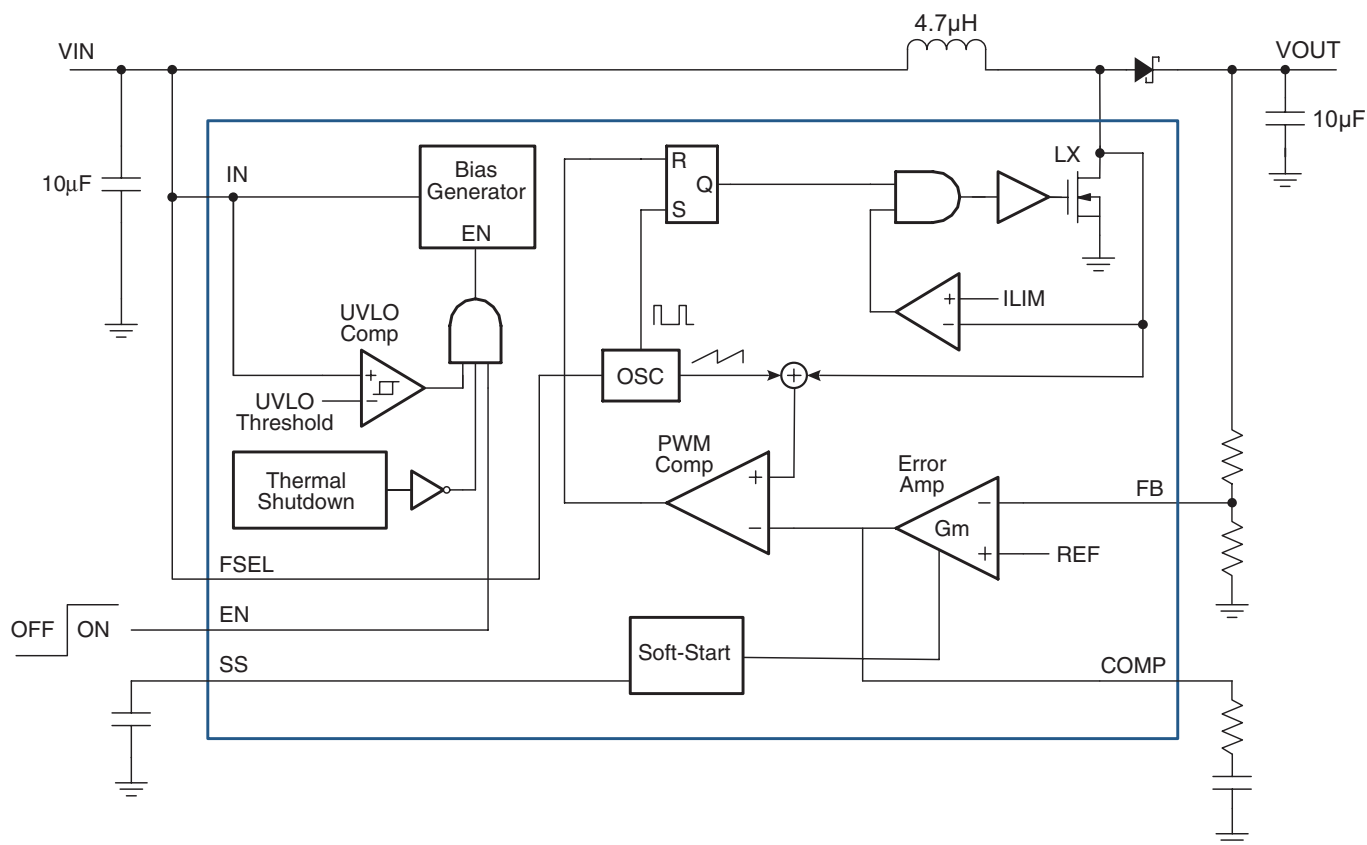 4.7µH
VIN
VOUT
10µF
10µF
IN
Bias
Generator
EN
R
Q
S
LX
ILIM
+
−
UVLO
Comp
+
−
UVLO
Threshold
OSC
+
Thermal
Shutdown
PWM
Comp
+
−
Error
Amp
Gm
−
+
FB
REF
FSEL
EN
OFF
ON
SS
Soft-Start
COMP